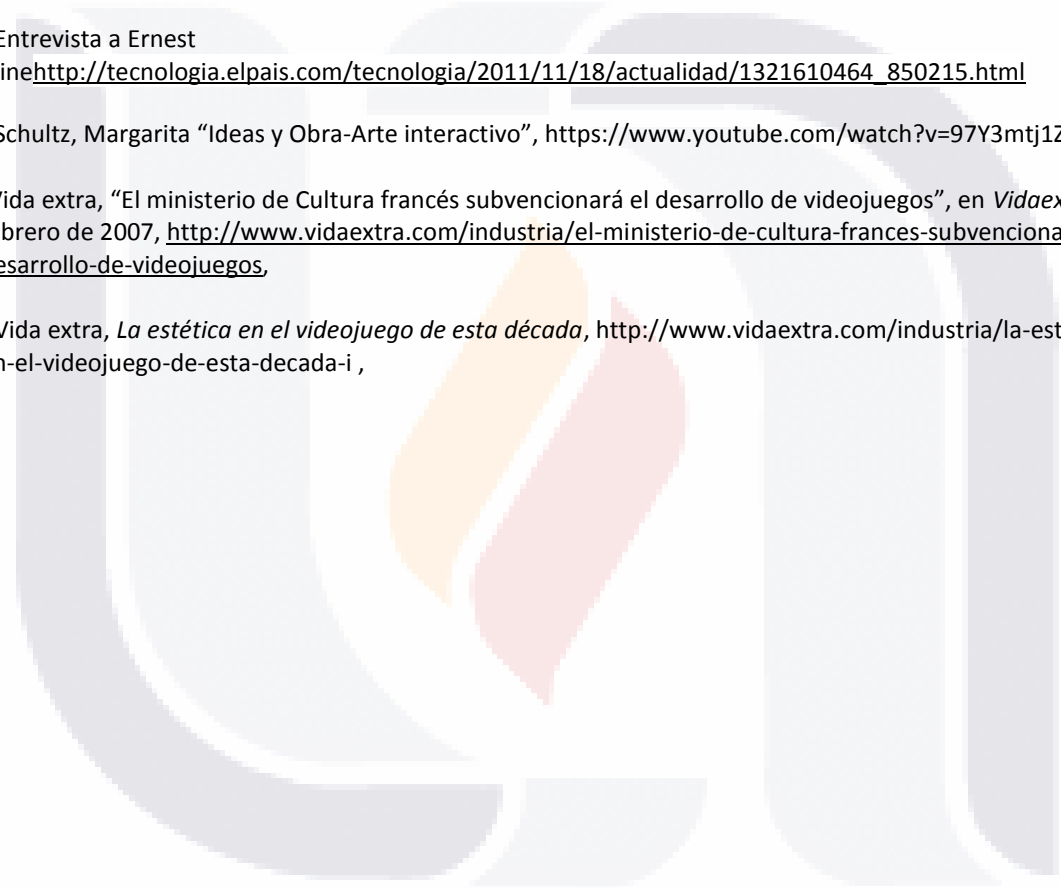 Entrevista a Ernest
inehttp://tecnologia.elpais.com/tecnologia/2011/11/18/actualidad/1321610464_850215.html
Schultz, Margarita “Ideas y Obra-Arte interactivo”, https://www.youtube.com/watch?v=97Y3mtj1Z
Vida extra, “El ministerio de Cultura francés subvencionará el desarrollo de videojuegos”, en Vidaex
brero de 2007, http://www.vidaextra.com/industria/el-ministerio-de-cultura-frances-subvenciona
esarrollo-de-videojuegos,
Vida extra, La estética en el videojuego de esta década, http://www.vidaextra.com/industria/la-est
n-el-videojuego-de-esta-decada-i ,